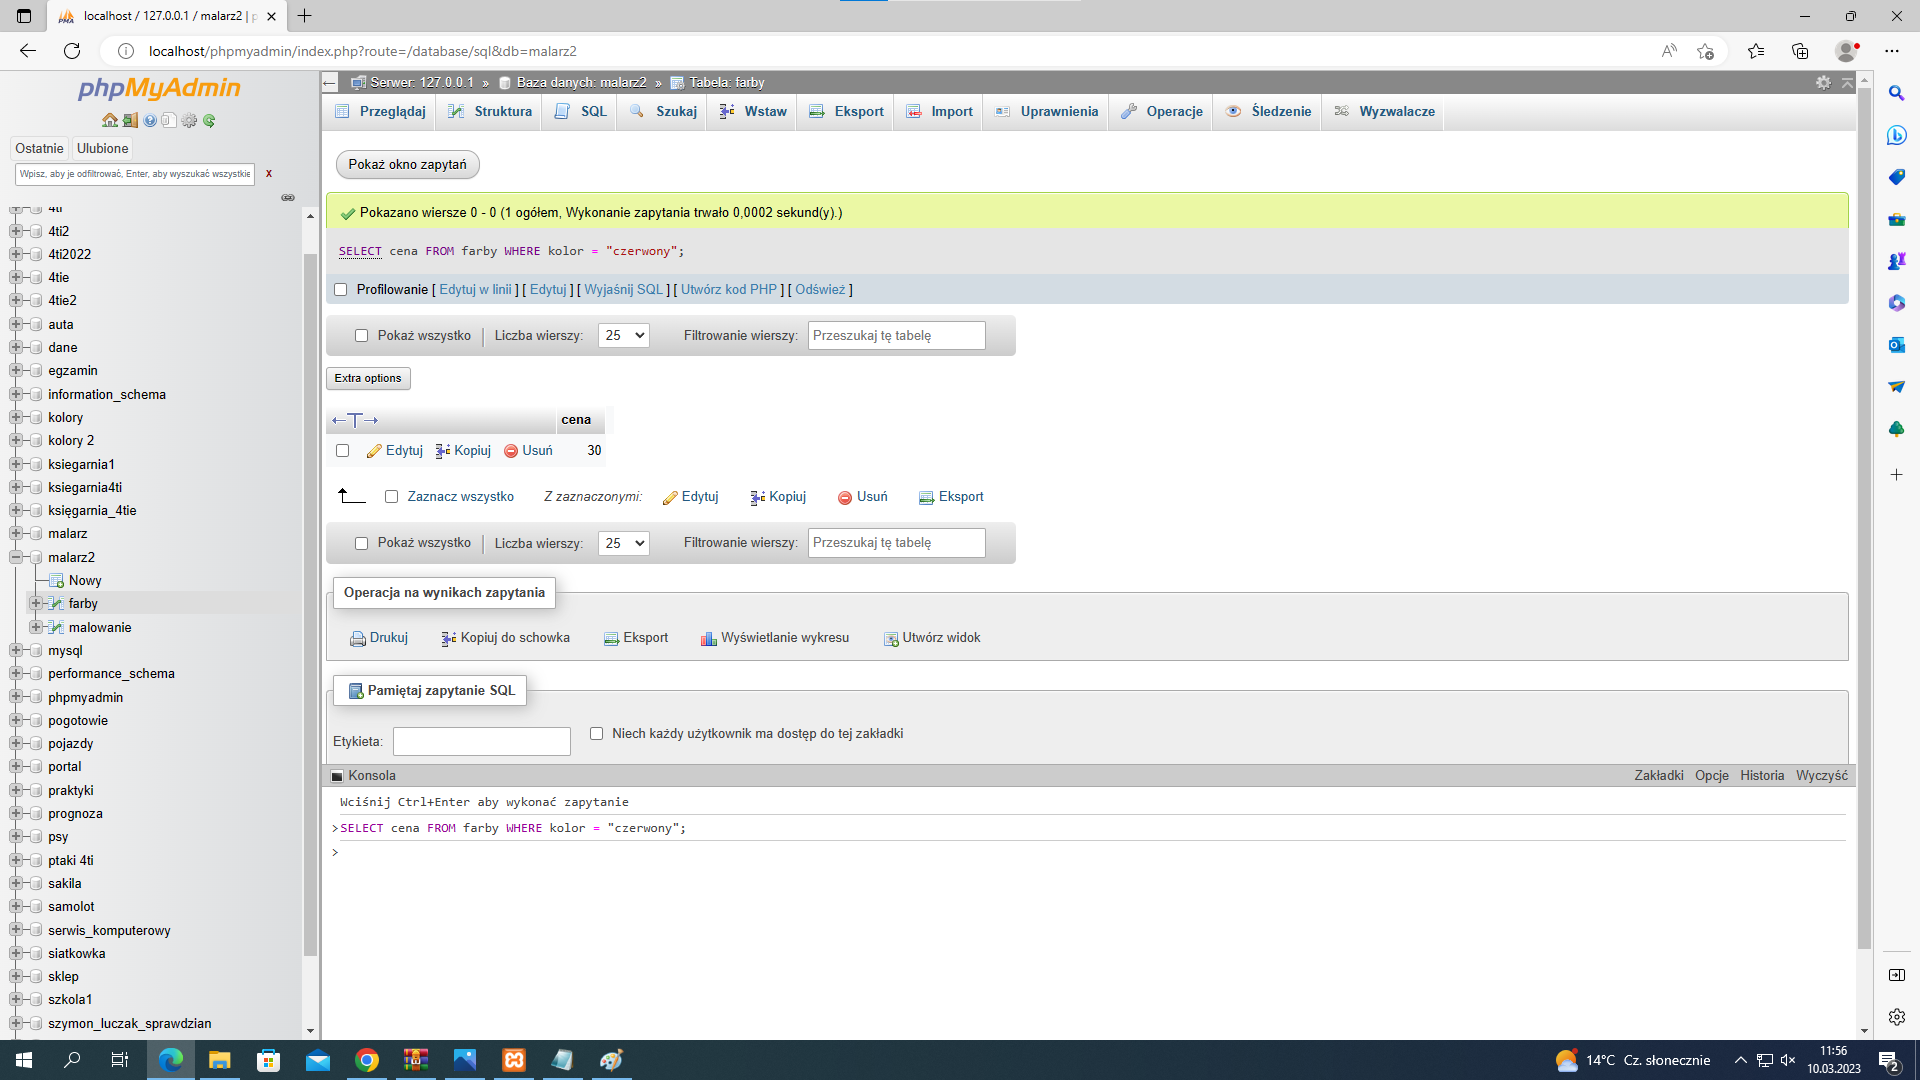 localhost / 127.0.0.1 / malarz2 | p
localhost/phpmyadmin/index.php?route=/database/sql&db=malarz2
phpMyAdmin
Ostatnie Ulubione
Wpisz, aby je odfiltrować, Enter, aby wyszukać wszystkie X
4ti
4ti2
4ti2022
4tie
4tie2
auta
dane
egzamin
information_schema
kolory
kolory 2
ksiegarnia1
ksiegarnia4ti
księgarnia_4tie
malarz
malarz2
Nowy
farby
malowanie
mysql
performance_schema
phpmyadmin
pogotowie
pojazdy
portal
praktyki
prognoza
psy
ptaki 4ti
sakila
samolot
serwis_komputerowy
siatkowka
sklep
szkola1
szymon_luczak_sprawdzian
Serwer: 127.0.0.1 » Baza danych: malarz2 » Tabela: farby
Przeglądaj Struktura SQL Szukaj Wstaw Eksport Import Uprawnienia Operacje Śledzenie Wyzwalacze
Pokaż okno zapytań
Pokazano wiersze 0 - 0 (1 ogółem, Wykonanie zapytania trwało 0,0002 sekund(y).)
SELECT cena FROM farby WHERE kolor = "czerwony";
Profilowanie [ Edytuj w linii ] [ Edytuj ] [ Wyjaśnij SQL ] [ Utwórz kod PHP ] [ Odśwież ]
Pokaż wszystko Liczba wierszy: 25 Filtrowanie wierszy: Przeszukaj tę tabelę
Extra options
←T→ cena
Edytuj Kopiuj Usuń 30
Zaznacz wszystko Z zaznaczonymi: Edytuj Kopiuj Usuń Eksport
Pokaż wszystko Liczba wierszy: 25 Filtrowanie wierszy: Przeszukaj tę tabelę
Operacja na wynikach zapytania
Drukuj Kopiuj do schowka Eksport Wyświetlanie wykresu Utwórz widok
Pamiętaj zapytanie SQL
Etykieta: Niech każdy użytkownik ma dostęp do tej zakładki
Konsola Zakładki Opcje Historia Wyczyść
Wciśnij Ctrl+Enter aby wykonać zapytanie
>SELECT cena FROM farby WHERE kolor = "czerwony";
>
14°C Cz. słonecznie
11:56
10.03.2023
2